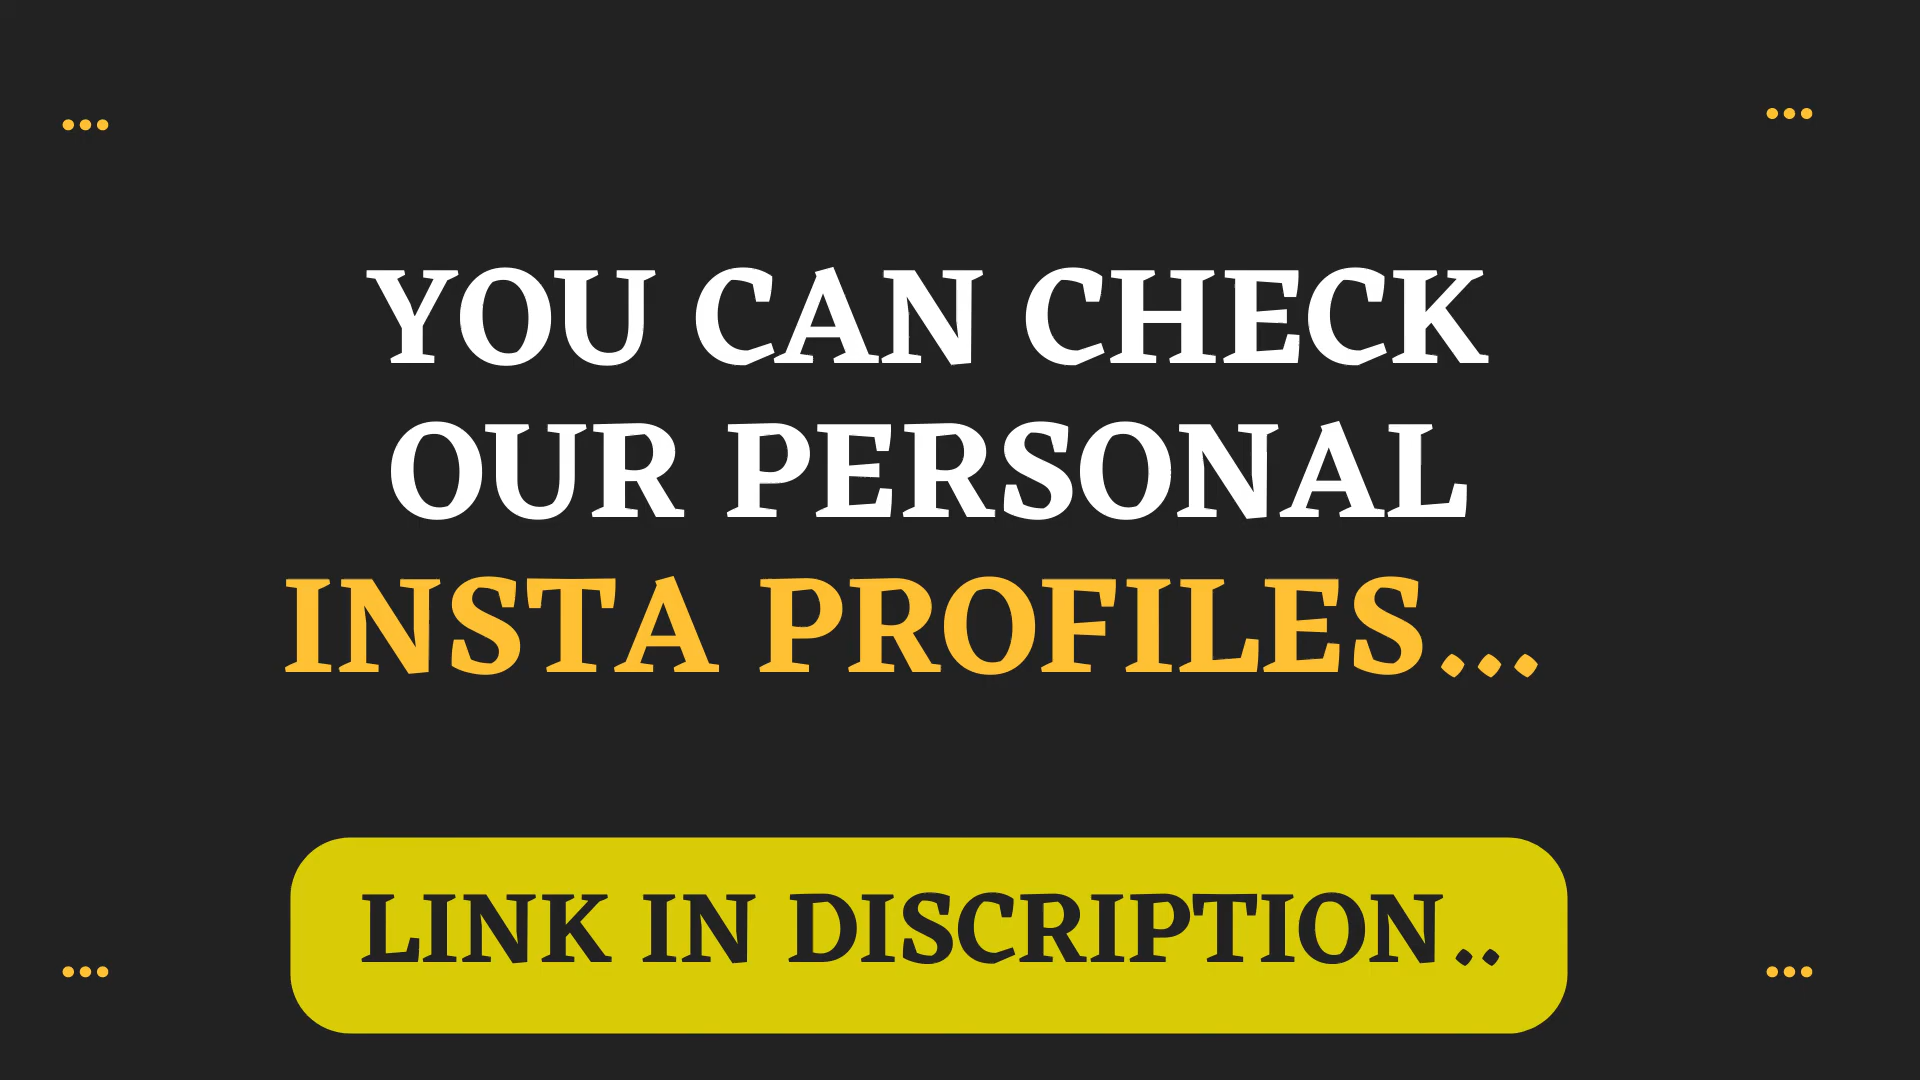 YOU CAN CHECK
OUR PERSONAL
INSTA PROFILES...
LINK IN DISCRIPTION..